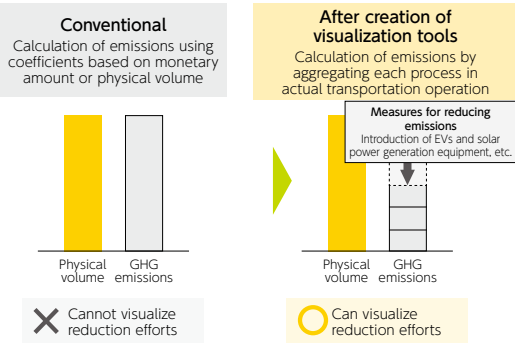 Conventional
Calculation of emissions using
coefficients based on monetary
amount or physical volume
Physical
volume
GHG
emissions
Cannot visualize
reduction efforts
After creation of
visualization tools
Calculation of emissions by
aggregating each process in
actual transportation operation
Measures for reducing
emissions
Introduction of EVs and solar
power generation equipment, etc.
Physical
volume
GHG
emissions
Can visualize
reduction efforts